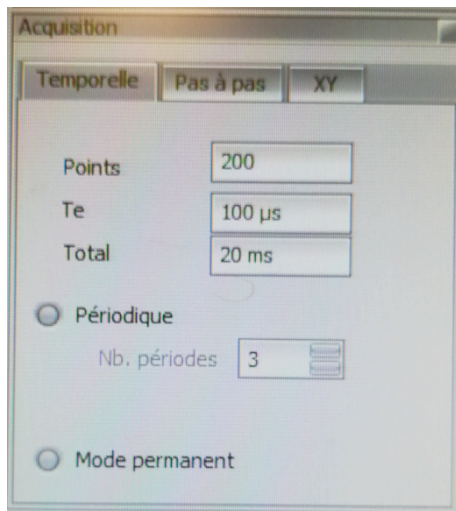 Acquisition
Temporelle Pas à pas XY
Points 200
Te 100 µs
Total 20 ms
Périodique
Nb. périodes 3
Mode permanent